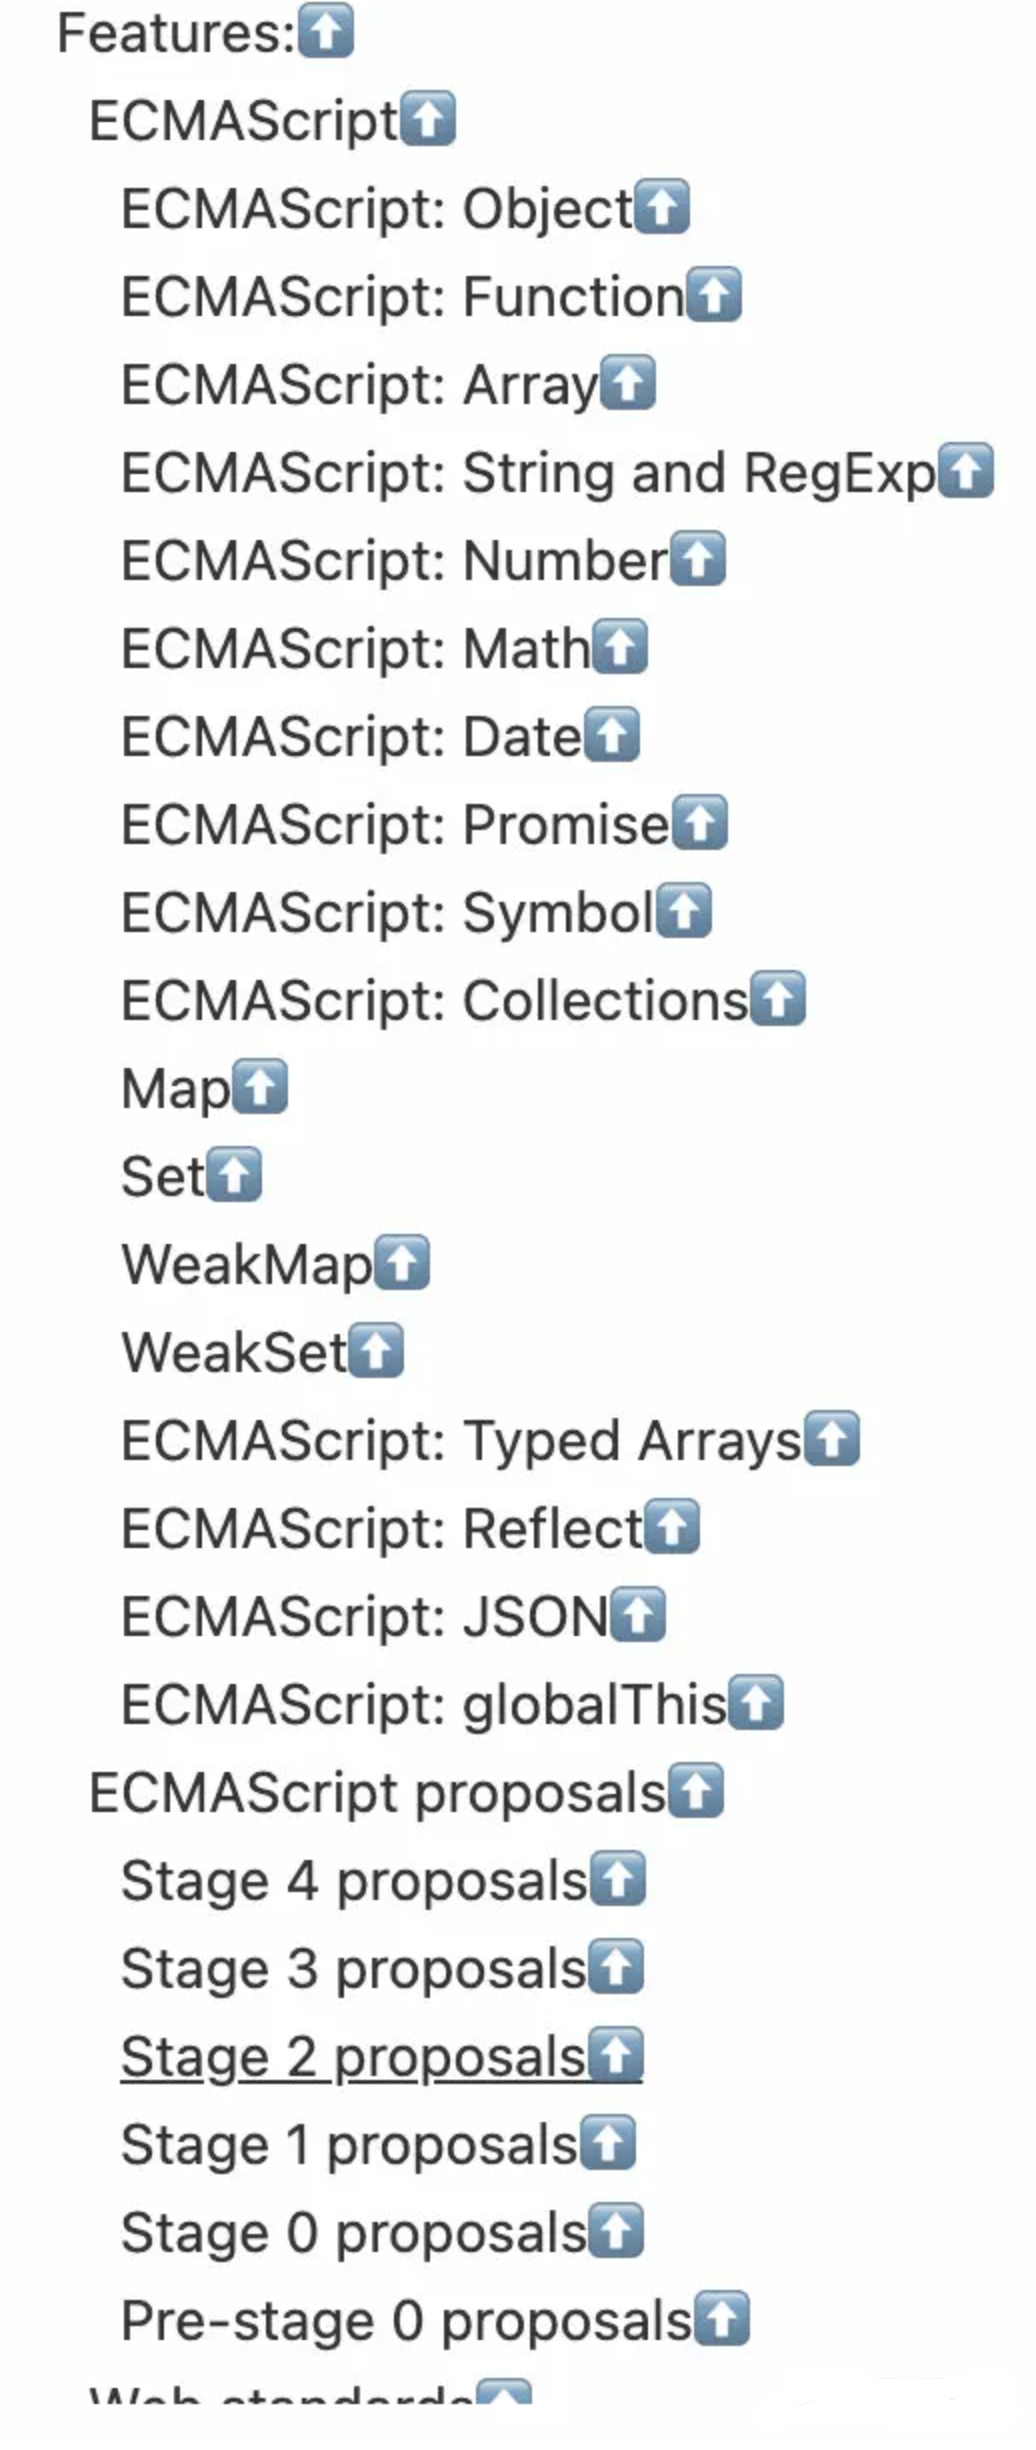 Features:⬆️
ECMAScript⬆️
ECMAScript: Object⬆️
ECMAScript: Function⬆️
ECMAScript: Array⬆️
ECMAScript: String and RegExp⬆️
ECMAScript: Number⬆️
ECMAScript: Math⬆️
ECMAScript: Date⬆️
ECMAScript: Promise⬆️
ECMAScript: Symbol⬆️
ECMAScript: Collections⬆️
Map⬆️
Set⬆️
WeakMap⬆️
WeakSet⬆️
ECMAScript: Typed Arrays⬆️
ECMAScript: Reflect⬆️
ECMAScript: JSON⬆️
ECMAScript: globalThis⬆️
ECMAScript proposals⬆️
Stage 4 proposals⬆️
Stage 3 proposals⬆️
Stage 2 proposals⬆️
Stage 1 proposals⬆️
Stage 0 proposals⬆️
Pre-stage 0 proposals⬆️
Web standards⬆️